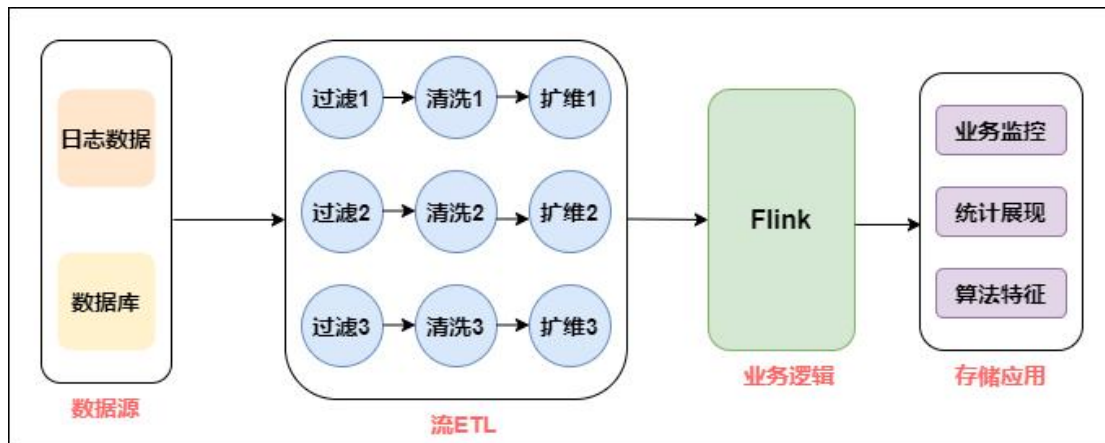 日志数据
数据库
数据源
过滤1
清洗1
扩维1
过滤2
清洗2
扩维2
过滤3
清洗3
扩维3
流ETL
Flink
业务逻辑
业务监控
统计展现
算法特征
存储应用